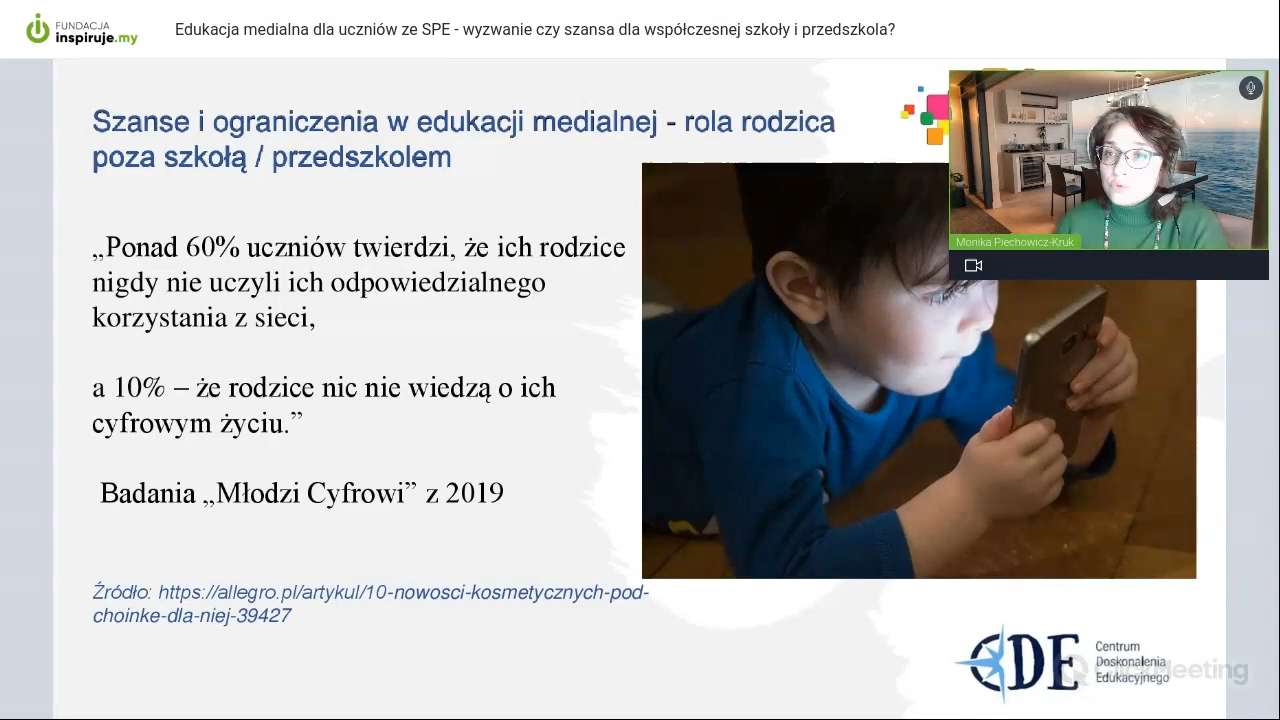 FUNDACJA
inspiruje.my
Edukacja medialna dla uczniów ze SPE - wyzwanie czy szansa dla współczesnej szkoły i przedszkola?
Szanse i ograniczenia w edukacji medialnej - rola rodzica
poza szkołą / przedszkolem
Monika Piechowicz-Kruk
„Ponad 60% uczniów twierdzi, że ich rodzice
nigdy nie uczyli ich odpowiedzialnego
korzystania z sieci,
a 10% – że rodzice nic nie wiedzą o ich
cyfrowym życiu.”
Badania „Młodzi Cyfrowi” z 2019
Źródło: https://allegro.pl/artykul/10-nowosci-kosmetycznych-pod-
choinke-dla-niej-39427
CDE
Centrum
Doskonalenia
Edukacyjnego
ClickMeeting